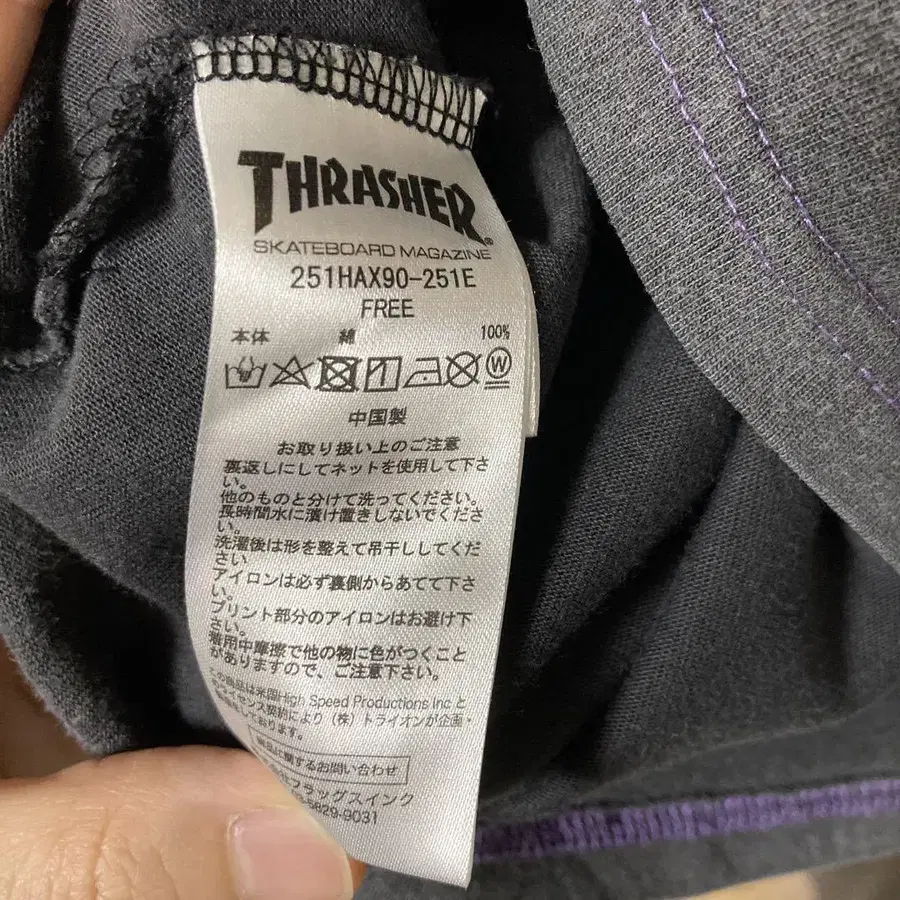 THRASHER
SKATEBOARD MAGAZINE
251HAX90-251E
FREE
本体 綿 100%
W
中国製
お取り扱い上のご注意
裏返しにしてネットを使用して下さ
い。
他のものと分けて洗ってください。
長時間水に漬け置きしないでくださ
い。
洗濯後は形を整えて吊干ししてくだ
さい
アイロンは必ず裏側からあてて下さ
い。
プリント部分のアイロンはお避け下
さい。
着用中摩擦で他の物に色がつくこと
がありますので、ご注意下さい。
この商品は米国High Speed Productions Inc と
ライセンス契約により（株）トライオンが企画・
しております。
製品に関するお問い合わせ
フラッグスインク
5829-9031